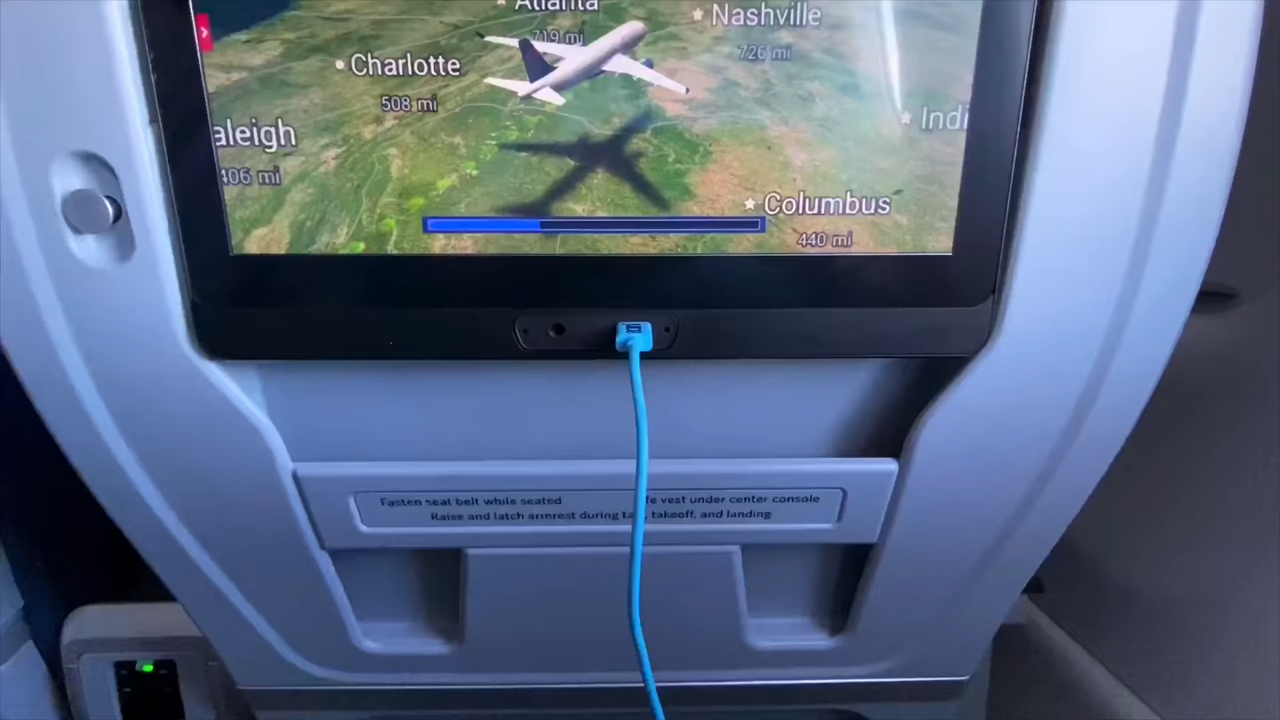 Atlanta
719 mi
Nashville
726 mi
Charlotte
508 mi
Indi
aleigh
406 mi
Columbus
440 mi
Fasten seat belt while seated fe vest under center console
Raise and latch armrest during ta , takeoff, and landing